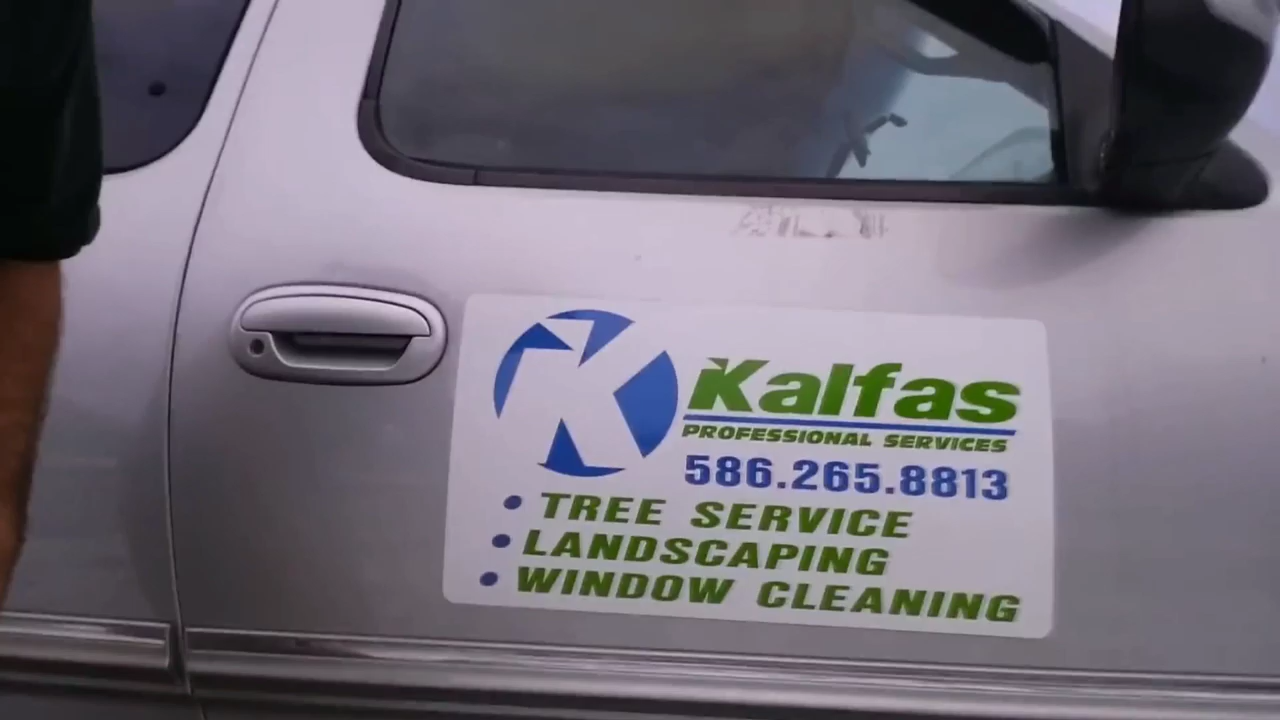 Kalfas
PROFESSIONAL SERVICES
586.265.8813
• TREE SERVICE
• LANDSCAPING
• WINDOW CLEANING